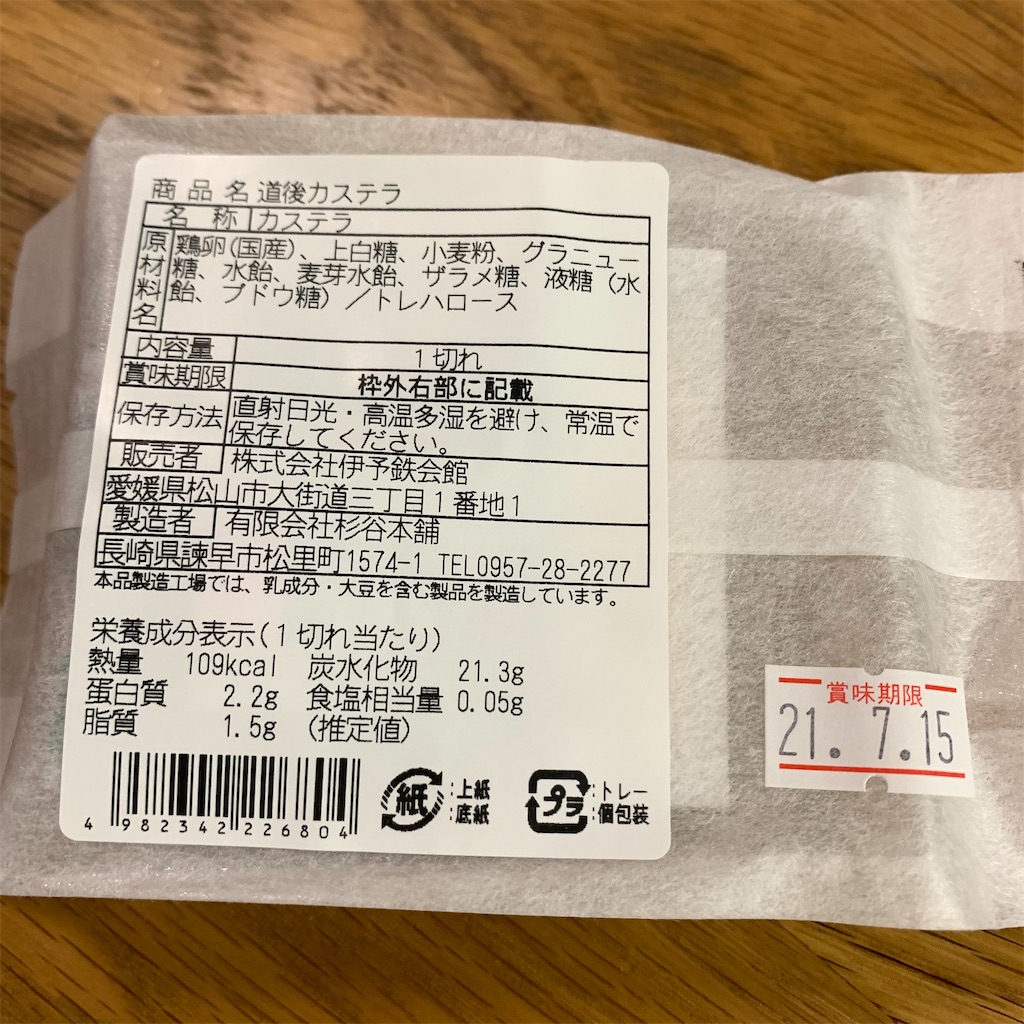 商品名 道後カステラ
名称 カステラ
原材料名 鶏卵(国産)、上白糖、小麦粉、グラニュー
糖、水飴、麦芽水飴、ザラメ糖、液糖（水
飴、ブドウ糖）／トレハロース
内容量 1切れ
賞味期限 枠外右部に記載
保存方法 直射日光・高温多湿を避け、常温で
保存してください。
販売者 株式会社伊予鉄会館
愛媛県松山市大街道三丁目1番地1
製造者 有限会社杉谷本舗
長崎県諫早市松里町1574-1 TEL0957-28-2277
本品製造工場では、乳成分・大豆を含む製品を製造しています。
栄養成分表示(1切れ当たり)
熱量 109kcal 炭水化物 21.3g
蛋白質 2.2g 食塩相当量 0.05g
脂質 1.5g (推定値)
4 982342 226804
紙 :上紙
:底紙
プラ :トレー
:個包装
賞味期限
21. 7.15